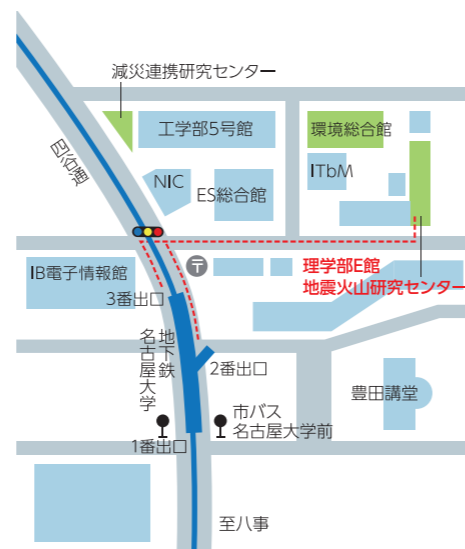 減災連携研究センター
工学部5号館
環境総合館
四谷通
NIC
ES総合館
ITbM
〒
IB電子情報館
理学部E館
地震火山研究センター
3番出口
地下鉄
名古屋大学
2番出口
豊田講堂
市バス
名古屋大学前
1番出口
至八事